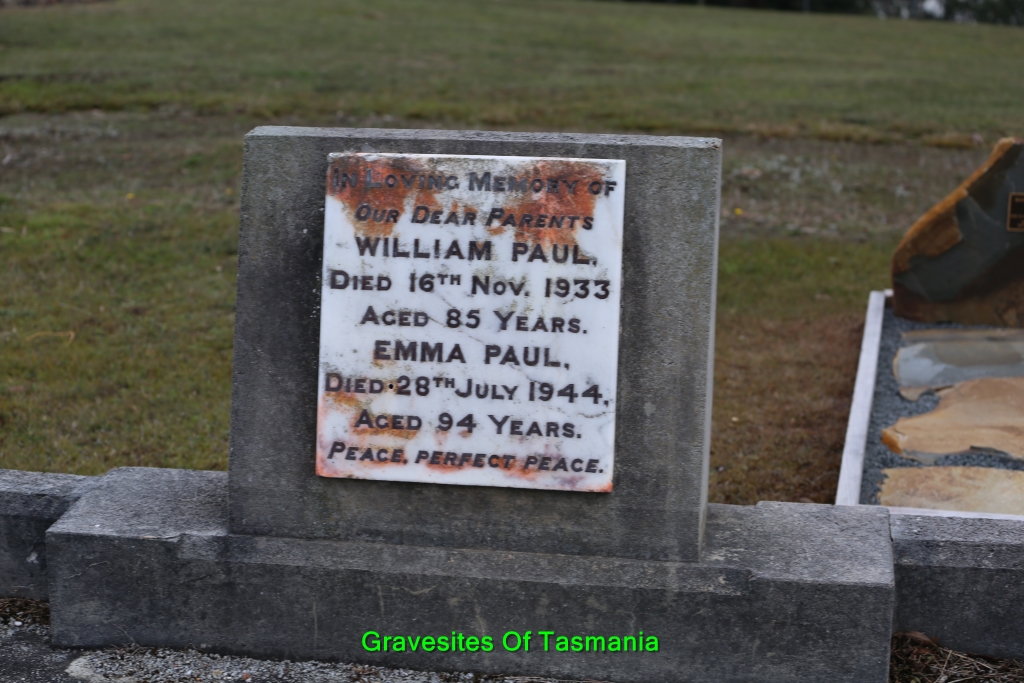 In Loving Memory of
Our Dear Parents
WILLIAM PAUL,
Died 16th Nov. 1933
Aged 85 Years.
EMMA PAUL,
Died 28th July 1944,
Aged 94 Years.
Peace, perfect peace.
Gravesites Of Tasmania